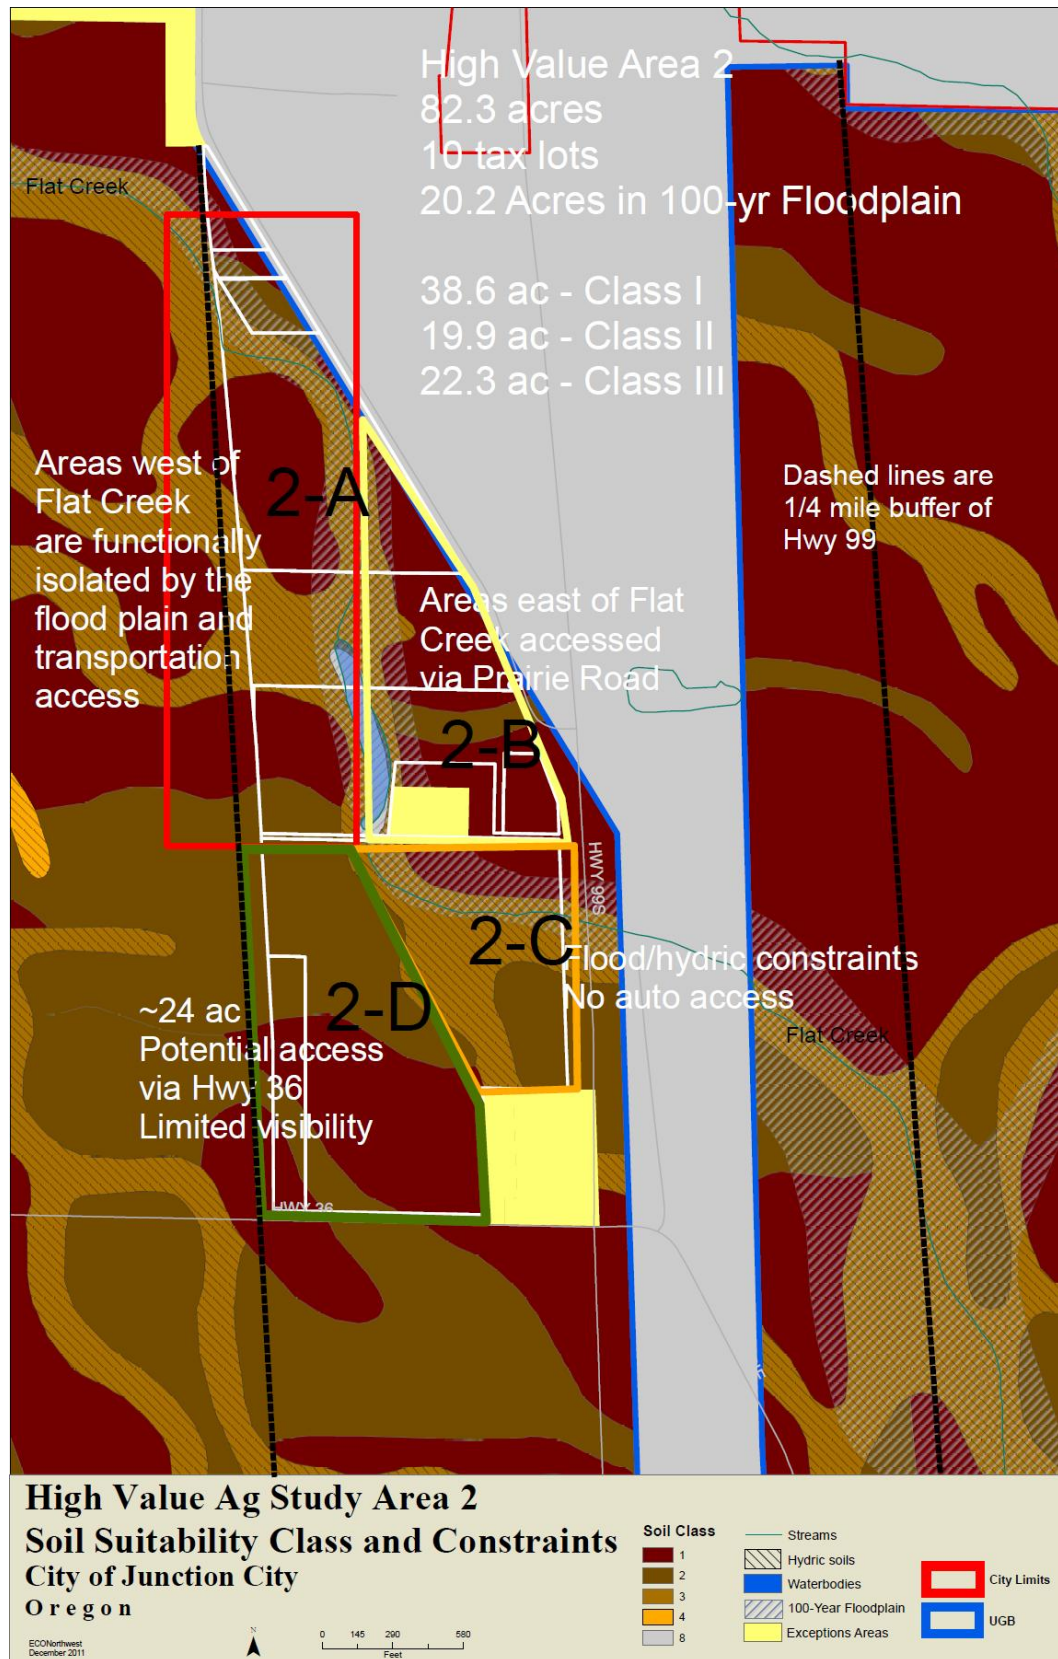 High Value Area 2
82.3 acres
10 tax lots
20.2 Acres in 100-yr Floodplain
38.6 ac - Class I
19.9 ac - Class II
22.3 ac - Class III
Flat Creek
Areas west of
Flat Creek
are functionally
isolated by the
flood plain and
transportation
access
2-A
Dashed lines are
1/4 mile buffer of
Hwy 99
Areas east of Flat
Creek accessed
via Prairie Road
2-B
HWY 99S
2-C
Flood/hydric constraints
No auto access
2-D
~24 ac
Potential access
via Hwy 36
Limited visibility
Flat Creek
HWY 36
High Value Ag Study Area 2
Soil Suitability Class and Constraints
City of Junction City
Oregon
ECONorthwest
December 2011
N
0 145 290 580
Feet
Soil Class
1
2
3
4
8
Streams
Hydric soils
Waterbodies
100-Year Floodplain
Exceptions Areas
City Limits
UGB